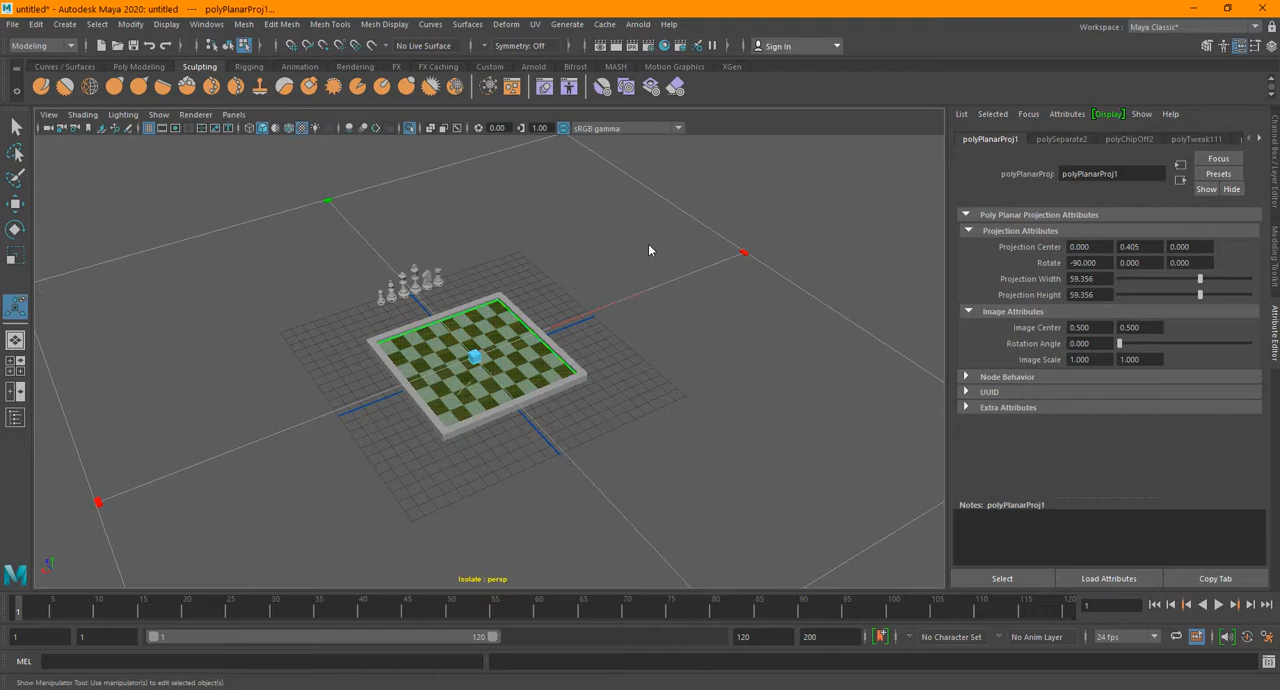 untitled* - Autodesk Maya 2020: untitled --- polyPlanarProj1...
File Edit Create Select Modify Display Windows Mesh Edit Mesh Mesh Tools Mesh Display Curves Surfaces Deform UV Generate Cache Arnold Help
Workspace : Maya Classic*
Modeling
No Live Surface
Symmetry: Off
Sign In
Curves / Surfaces Poly Modeling Sculpting Rigging Animation Rendering FX FX Caching Custom Arnold Bifrost MASH Motion Graphics XGen
View Shading Lighting Show Renderer Panels
0.00 1.00 sRGB gamma
List Selected Focus Attributes Display Show Help
polyPlanarProj1 polySeparate2 polyChipOff2 polyTweak111
Focus
polyPlanarProj: polyPlanarProj1
Presets
Show Hide
Poly Planar Projection Attributes
Projection Attributes
Projection Center 0.000 0.405 0.000
Rotate -90.000 0.000 0.000
Projection Width 59.356
Projection Height 59.356
Image Attributes
Image Center 0.500 0.500
Rotation Angle 0.000
Image Scale 1.000 1.000
Node Behavior
UUID
Extra Attributes
Notes: polyPlanarProj1
Select Load Attributes Copy Tab
Channel Box / Layer Editor
Modeling Toolkit
Attribute Editor
Isolate : persp
5 10 15 20 25 30 35 40 45 50 55 60 65 70 75 80 85 90 95 100 105 110 115 120
1
1
1 1 1 120 120 200 No Character Set No Anim Layer 24 fps
MEL
Show Manipulator Tool: Use manipulator(s) to edit selected object(s).